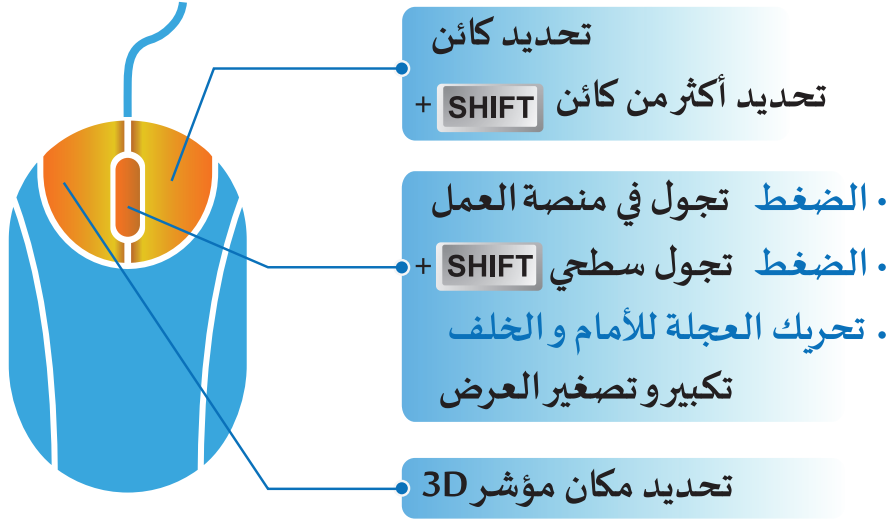 تحديد كائن
تحديد أكثر من كائن SHIFT +
• الضغط تجول في منصة العمل
• الضغط تجول سطحي SHIFT +
• تحريك العجلة للأمام و الخلف
تكبير و تصغير العرض
تحديد مكان مؤشر 3D